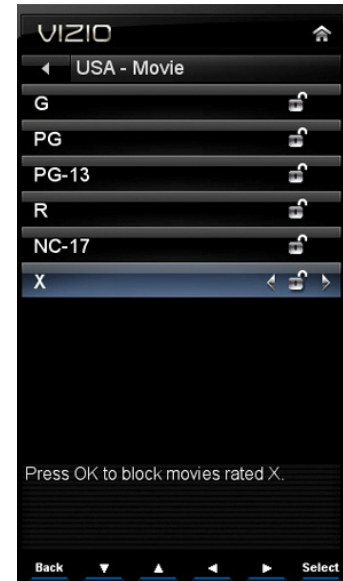 VIZIO
USA - Movie
G
PG
PG-13
R
NC-17
X
Press OK to block movies rated X.
Back Select